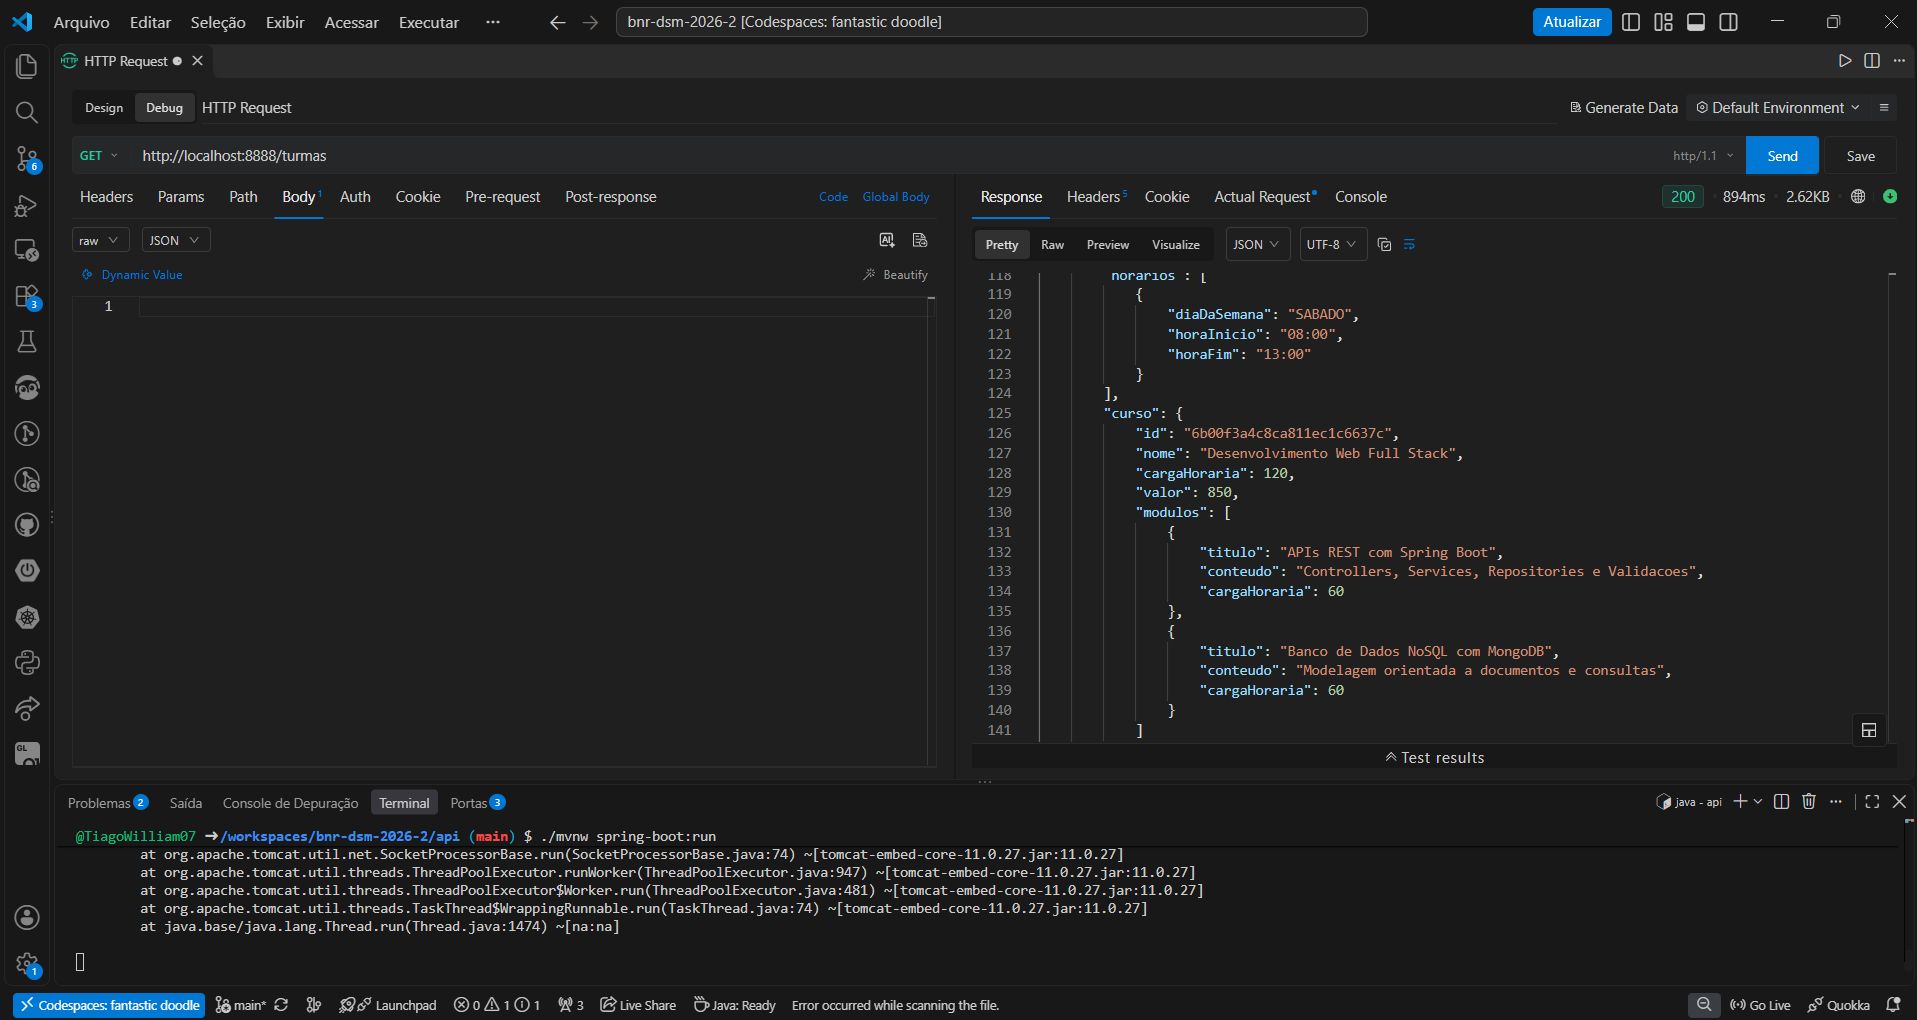 Arquivo Editar Seleção Exibir Acessar Executar ··· bnr-dsm-2026-2 [Codespaces: fantastic doodle] Atualizar
HTTP HTTP Request
Design Debug HTTP Request Generate Data Default Environment
GET http://localhost:8888/turmas http/1.1 Send Save
Headers Params Path Body 1 Auth Cookie Pre-request Post-response Code Global Body
Response Headers 5 Cookie Actual Request Console 200 894ms 2.62KB
raw JSON
Pretty Raw Preview Visualize JSON UTF-8
Dynamic Value Beautify
1
118 horarios : [
119 {
120 "diaDaSemana": "SABADO",
121 "horaInicio": "08:00",
122 "horaFim": "13:00"
123 }
124 ],
125 "curso": {
126 "id": "6b00f3a4c8ca811ec1c6637c",
127 "nome": "Desenvolvimento Web Full Stack",
128 "cargaHoraria": 120,
129 "valor": 850,
130 "modulos": [
131 {
132 "titulo": "APIs REST com Spring Boot",
133 "conteudo": "Controllers, Services, Repositories e Validacoes",
134 "cargaHoraria": 60
135 },
136 {
137 "titulo": "Banco de Dados NoSQL com MongoDB",
138 "conteudo": "Modelagem orientada a documentos e consultas",
139 "cargaHoraria": 60
140 }
141 ]
Test results
6
3
GL
1
Problemas 2 Saída Console de Depuração Terminal Portas 3 java - api
@TiagoWilliam07 ➜ /workspaces/bnr-dsm-2026-2/api (main) $ ./mvnw spring-boot:run
at org.apache.tomcat.util.net.SocketProcessorBase.run(SocketProcessorBase.java:74) ~[tomcat-embed-core-11.0.27.jar:11.0.27]
at org.apache.tomcat.util.threads.ThreadPoolExecutor.runWorker(ThreadPoolExecutor.java:947) ~[tomcat-embed-core-11.0.27.jar:11.0.27]
at org.apache.tomcat.util.threads.ThreadPoolExecutor$Worker.run(ThreadPoolExecutor.java:481) ~[tomcat-embed-core-11.0.27.jar:11.0.27]
at org.apache.tomcat.util.threads.TaskThread$WrappingRunnable.run(TaskThread.java:74) ~[tomcat-embed-core-11.0.27.jar:11.0.27]
at java.base/java.lang.Thread.run(Thread.java:1474) ~[na:na]
Codespaces: fantastic doodle main* Launchpad 0 1 1 3 Live Share Java: Ready Error occurred while scanning the file. Go Live Quokka